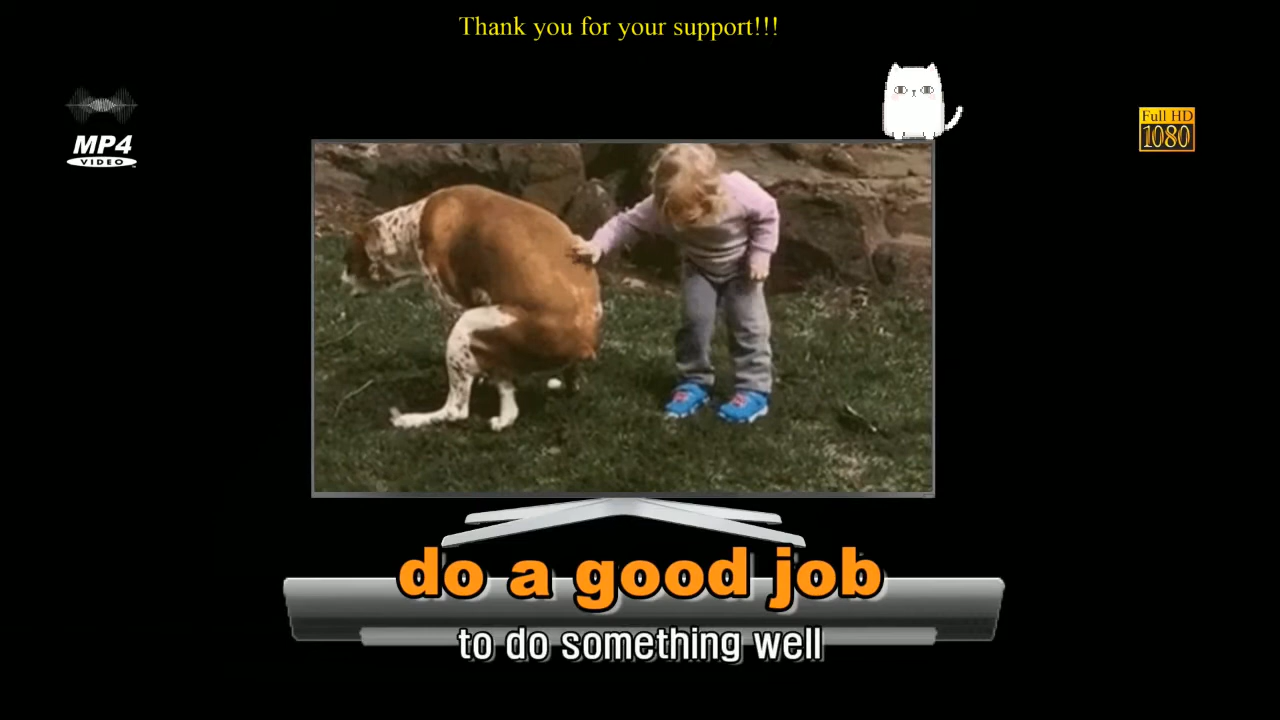 Thank you for your support!!!
MP4
VIDEO
Full HD
1080
do a good job
to do something well